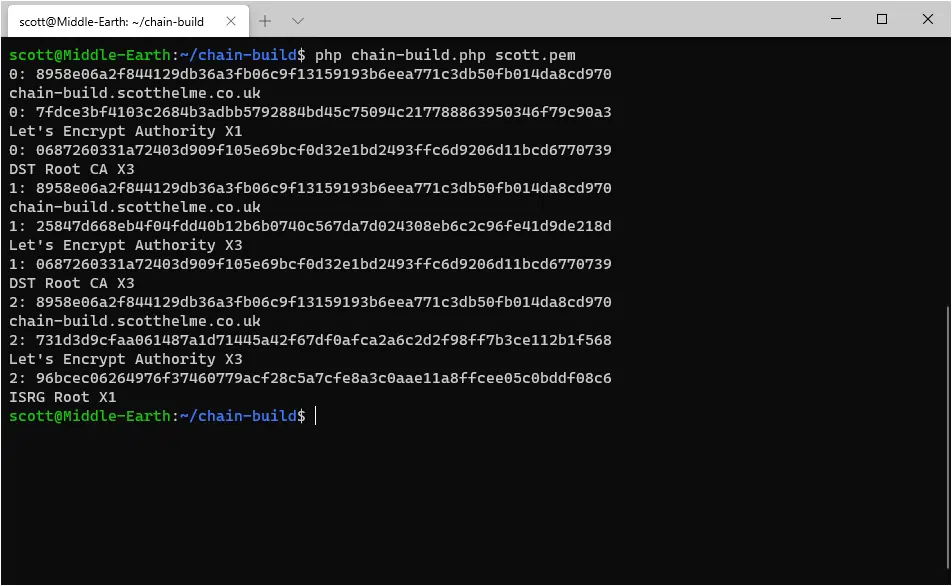 scott@Middle-Earth: ~/chain-build
scott@Middle-Earth:~/chain-build$ php chain-build.php scott.pem
0: 8958e06a2f844129db36a3fb06c9f13159193b6eea771c3db50fb014da8cd970
chain-build.scotthelme.co.uk
0: 7fdce3bf4103c2684b3adbb5792884bd45c75094c217788863950346f79c90a3
Let's Encrypt Authority X1
0: 0687260331a72403d909f105e69bcf0d32e1bd2493ffc6d9206d11bcd6770739
DST Root CA X3
1: 8958e06a2f844129db36a3fb06c9f13159193b6eea771c3db50fb014da8cd970
chain-build.scotthelme.co.uk
1: 25847d668eb4f04fdd40b12b6b0740c567da7d024308eb6c2c96fe41d9de218d
Let's Encrypt Authority X3
1: 0687260331a72403d909f105e69bcf0d32e1bd2493ffc6d9206d11bcd6770739
DST Root CA X3
2: 8958e06a2f844129db36a3fb06c9f13159193b6eea771c3db50fb014da8cd970
chain-build.scotthelme.co.uk
2: 731d3d9cfaa061487a1d71445a42f67df0afca2a6c2d2f98ff7b3ce112b1f568
Let's Encrypt Authority X3
2: 96bcec06264976f37460779acf28c5a7cfe8a3c0aae11a8ffcee05c0bddf08c6
ISRG Root X1
scott@Middle-Earth:~/chain-build$